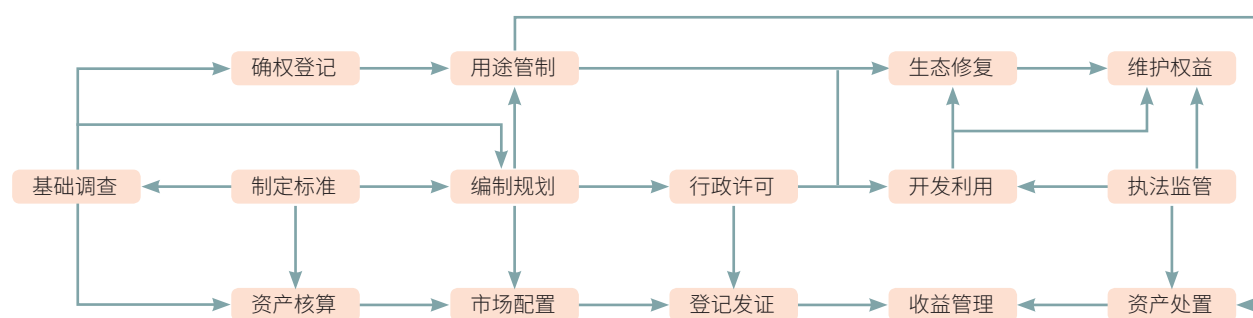 确权登记
用途管制
生态修复
维护权益
基础调查
制定标准
编制规划
行政许可
开发利用
执法监管
资产核算
市场配置
登记发证
收益管理
资产处置